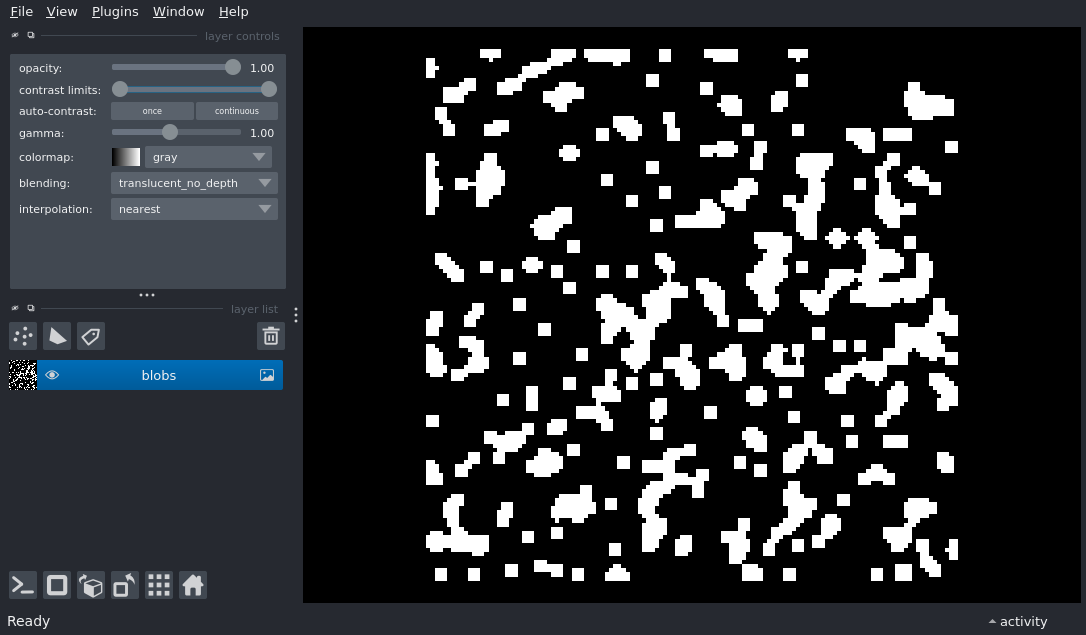 File View Plugins Window Help
layer controls
opacity: 1.00
contrast limits:
auto-contrast: once continuous
gamma: 1.00
colormap: gray
blending: translucent_no_depth
interpolation: nearest
layer list
blobs
Ready activity